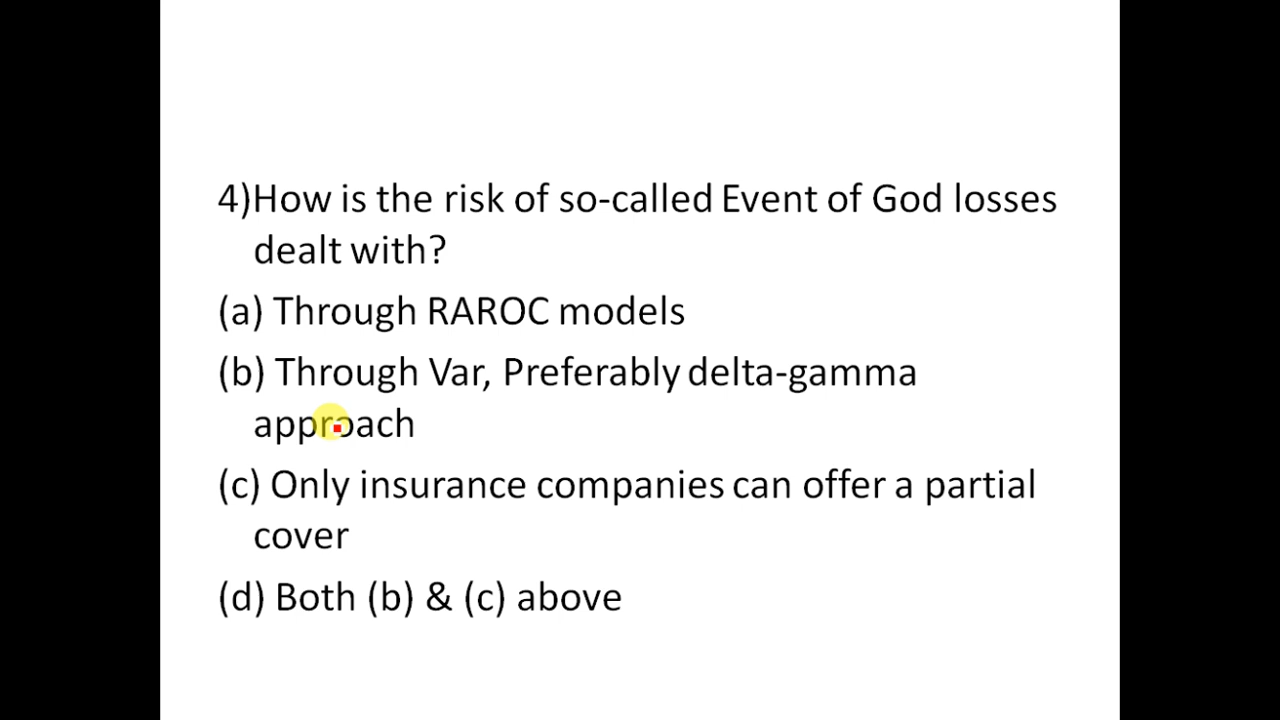 4)How is the risk of so-called Event of God losses
dealt with?
(a) Through RAROC models
(b) Through Var, Preferably delta-gamma
approach
(c) Only insurance companies can offer a partial
cover
(d) Both (b) & (c) above